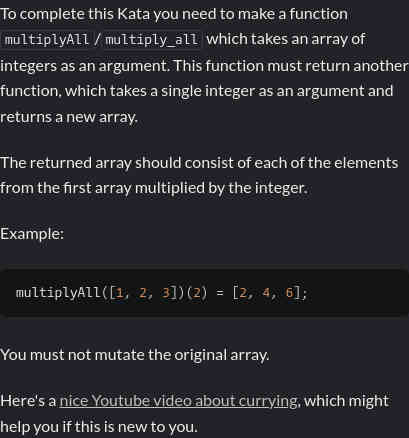 To complete this Kata you need to make a function
multiplyAll/multiply_all which takes an array of
integers as an argument. This function must return another
function, which takes a single integer as an argument and
returns a new array.
The returned array should consist of each of the elements
from the first array multiplied by the integer.
Example:
multiplyAll([1, 2, 3])(2) = [2, 4, 6];
You must not mutate the original array.
Here's a nice Youtube video about currying, which might
help you if this is new to you.